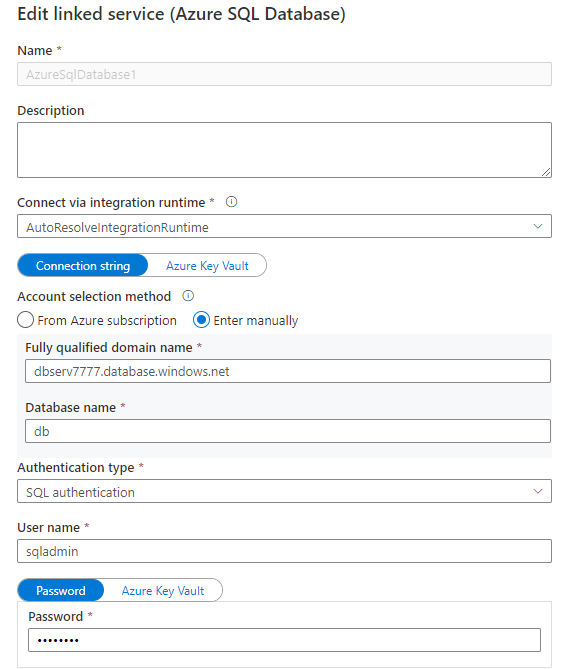 Edit linked service (Azure SQL Database)
Name *
AzureSqlDatabase1
Description
Connect via integration runtime *
AutoResolveIntegrationRuntime
Connection string Azure Key Vault
Account selection method
From Azure subscription Enter manually
Fully qualified domain name *
dbserv7777.database.windows.net
Database name *
db
Authentication type *
SQL authentication
User name *
sqladmin
Password Azure Key Vault
Password *
••••••••